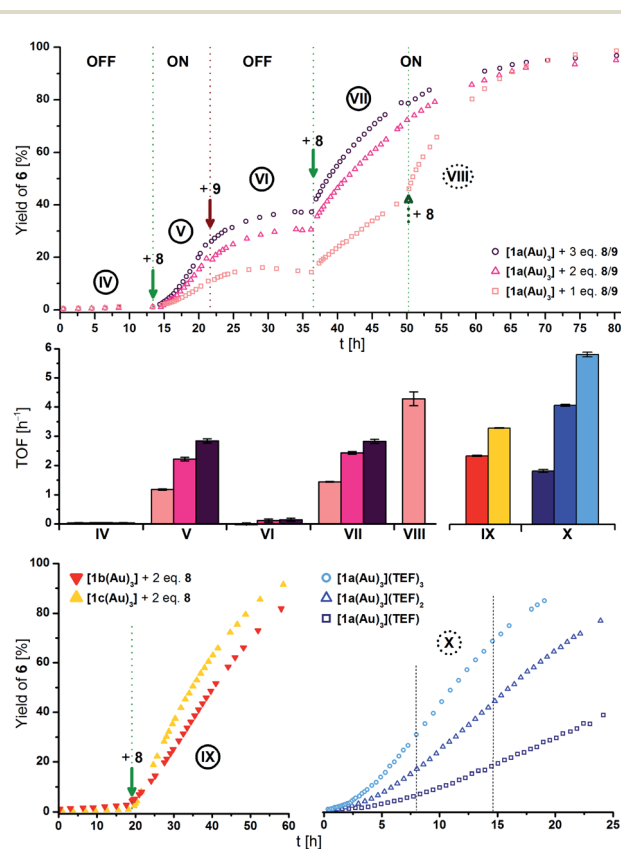 100
80
60
40
20
0
Yield of 6 [%]
OFF
ON
OFF
ON
IV
V
VI
VII
VIII
+ 8
+ 9
+ 8
+ 8
[1a(Au)3] + 3 eq. 8/9
[1a(Au)3] + 2 eq. 8/9
[1a(Au)3] + 1 eq. 8/9
0 5 10 15 20 25 30 35 40 45 50 55 60 65 70 75 80
t [h]
6
5
4
3
2
1
0
TOF [h⁻¹]
IV V VI VII VIII IX X
100
80
60
40
20
0
Yield of 6 [%]
[1b(Au)3] + 2 eq. 8
[1c(Au)3] + 2 eq. 8
+ 8
IX
0 10 20 30 40 50 60
t [h]
[1a(Au)3](TEF)3
[1a(Au)3](TEF)2
[1a(Au)3](TEF)
X
0 5 10 15 20 25
t [h]